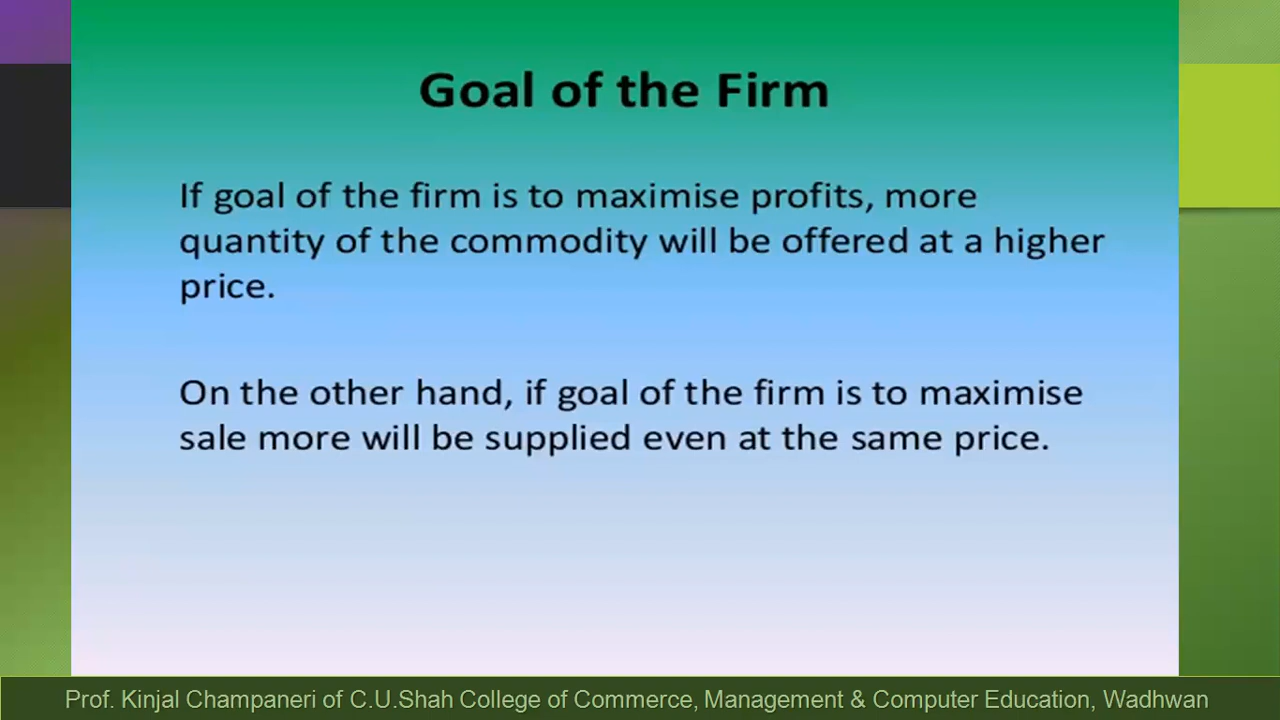 Goal of the Firm
If goal of the firm is to maximise profits, more
quantity of the commodity will be offered at a higher
price.
On the other hand, if goal of the firm is to maximise
sale more will be supplied even at the same price.
Prof. Kinjal Champaneri of C.U.Shah College of Commerce, Management & Computer Education, Wadhwan